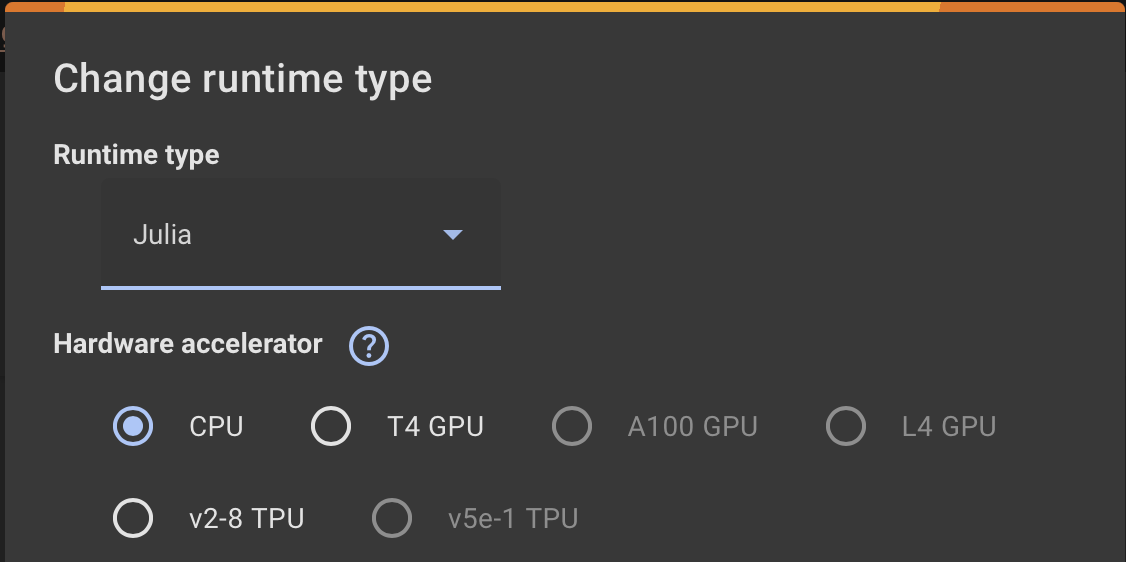 Change runtime type
Runtime type
Julia
Hardware accelerator ?
CPU T4 GPU A100 GPU L4 GPU
v2-8 TPU v5e-1 TPU